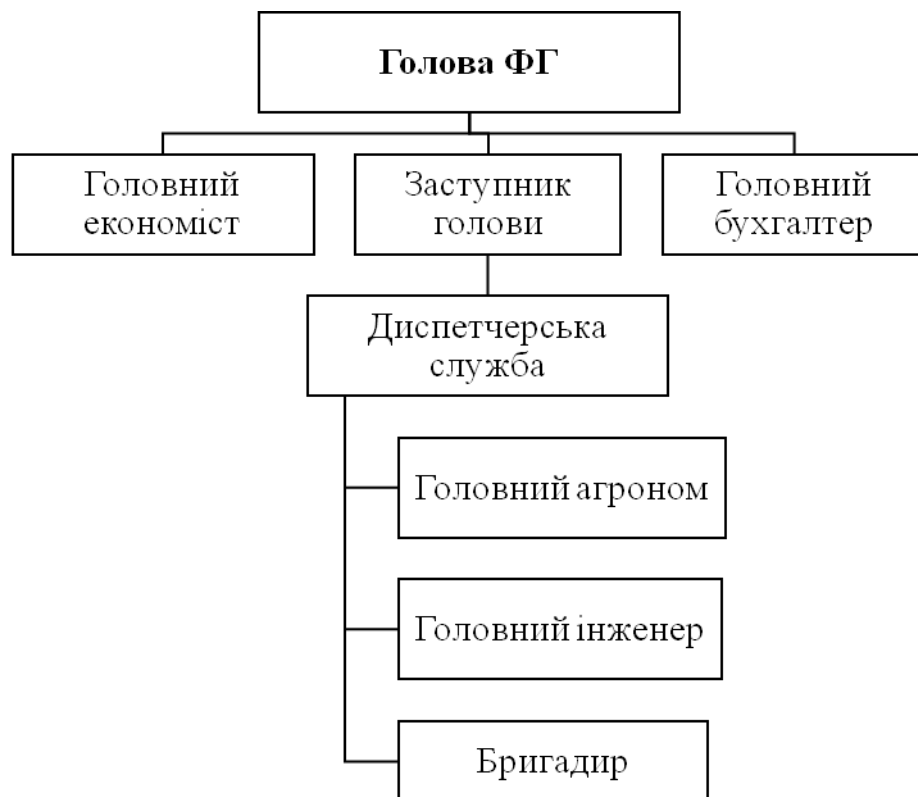 Голова ФГ
Головний
економіст
Заступник
голови
Головний
бухгалтер
Диспетчерська
служба
Головний агроном
Головний інженер
Бригадир